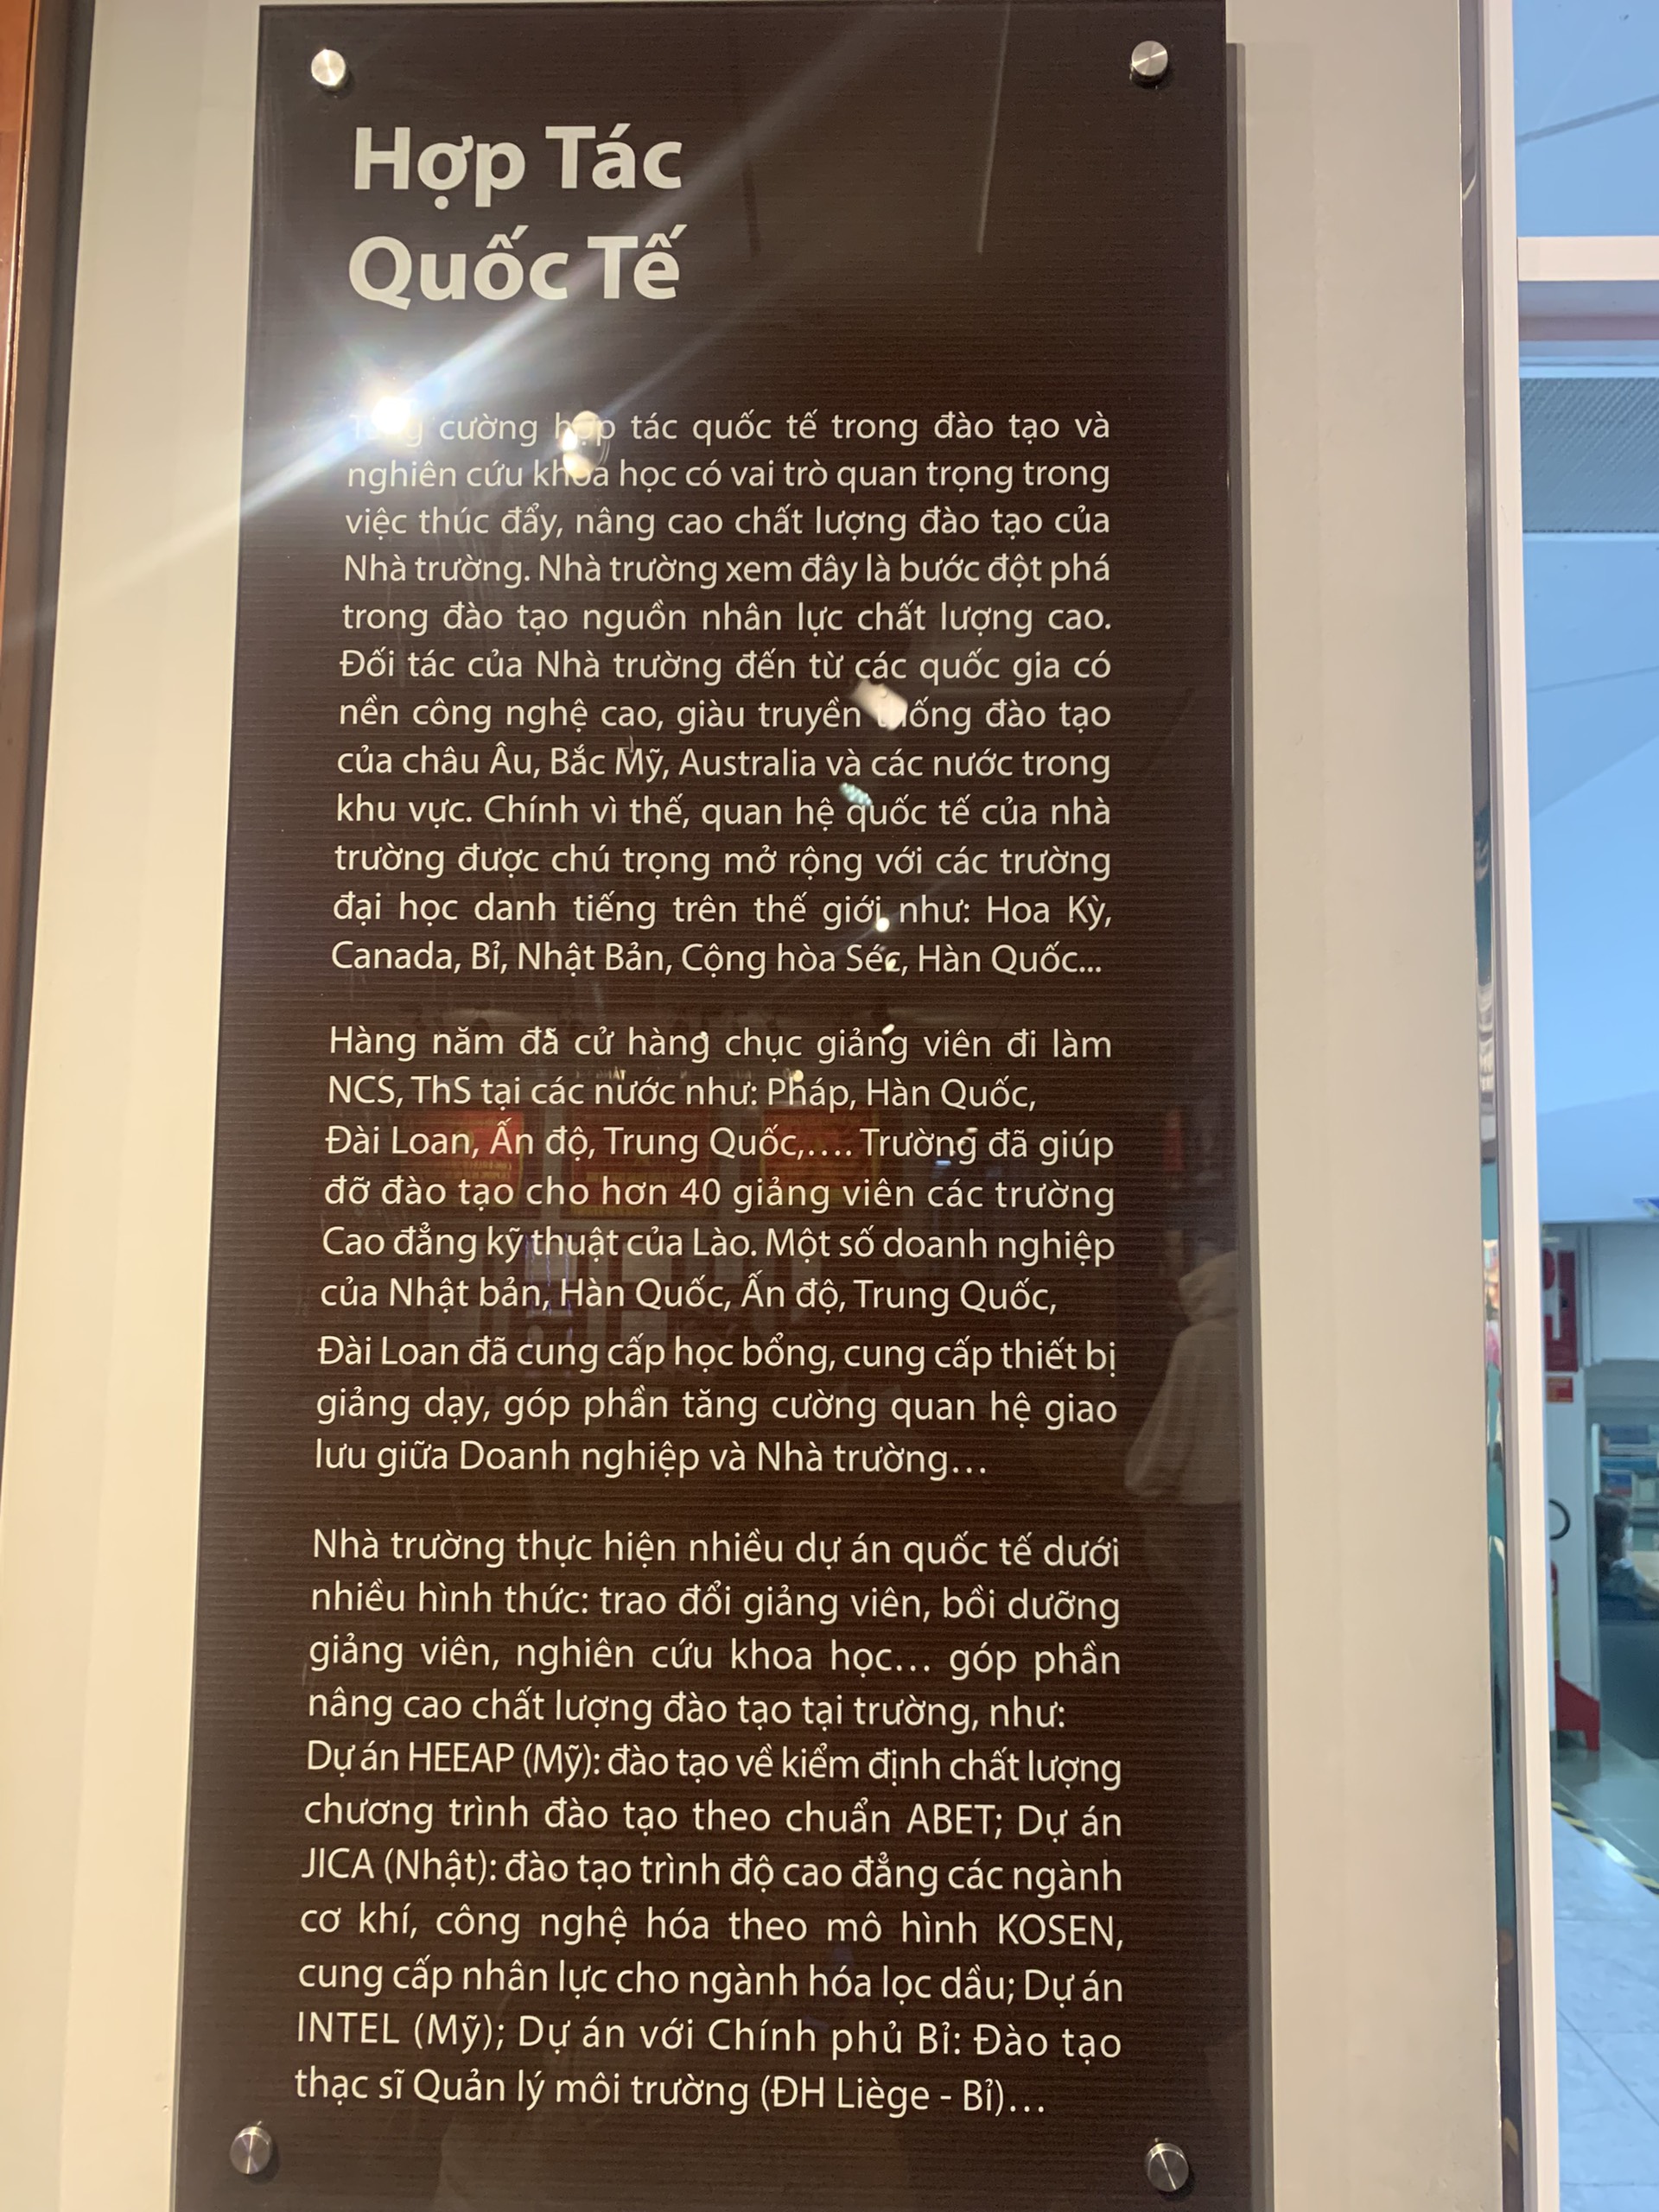 Hợp Tác
Quốc Tế
Tăng cường hợp tác quốc tế trong đào tạo và
nghiên cứu khoa học có vai trò quan trọng trong
việc thúc đẩy, nâng cao chất lượng đào tạo của
Nhà trường. Nhà trường xem đây là bước đột phá
trong đào tạo nguồn nhân lực chất lượng cao.
Đối tác của Nhà trường đến từ các quốc gia có
nền công nghệ cao, giàu truyền thống đào tạo
của châu Âu, Bắc Mỹ, Australia và các nước trong
khu vực. Chính vì thế, quan hệ quốc tế của nhà
trường được chú trọng mở rộng với các trường
đại học danh tiếng trên thế giới như: Hoa Kỳ,
Canada, Bỉ, Nhật Bản, Cộng hòa Séc, Hàn Quốc...
Hàng năm đã cử hàng chục giảng viên đi làm
NCS, ThS tại các nước như: Pháp, Hàn Quốc,
Đài Loan, Ấn độ, Trung Quốc,.... Trường đã giúp
đỡ đào tạo cho hơn 40 giảng viên các trường
Cao đẳng kỹ thuật của Lào. Một số doanh nghiệp
của Nhật bản, Hàn Quốc, Ấn độ, Trung Quốc,
Đài Loan đã cung cấp học bổng, cung cấp thiết bị
giảng dạy, góp phần tăng cường quan hệ giao
lưu giữa Doanh nghiệp và Nhà trường...
Nhà trường thực hiện nhiều dự án quốc tế dưới
nhiều hình thức: trao đổi giảng viên, bồi dưỡng
giảng viên, nghiên cứu khoa học... góp phần
nâng cao chất lượng đào tạo tại trường, như:
Dự án HEEAP (Mỹ): đào tạo về kiểm định chất lượng
chương trình đào tạo theo chuẩn ABET; Dự án
JICA (Nhật): đào tạo trình độ cao đẳng các ngành
cơ khí, công nghệ hóa theo mô hình KOSEN,
cung cấp nhân lực cho ngành hóa lọc dầu; Dự án
INTEL (Mỹ); Dự án với Chính phủ Bỉ: Đào tạo
thạc sĩ Quản lý môi trường (ĐH Liège - Bỉ)...